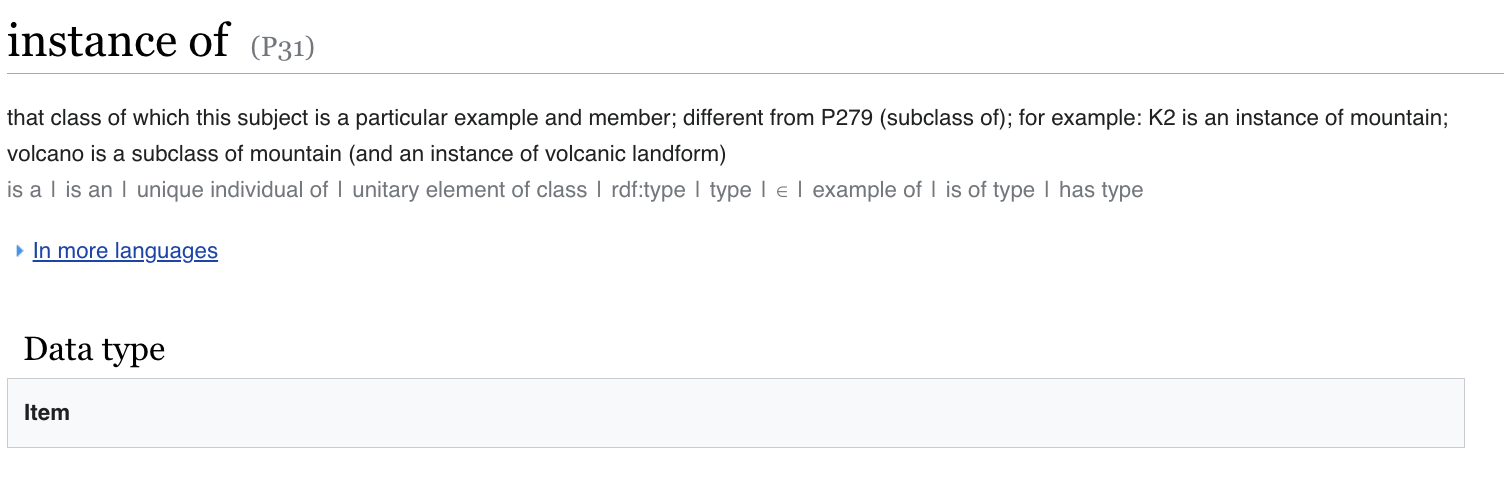 instance of (P31)
that class of which this subject is a particular example and member; different from P279 (subclass of); for example: K2 is an instance of mountain;
volcano is a subclass of mountain (and an instance of volcanic landform)
is a | is an | unique individual of | unitary element of class | rdf:type | type | ∈ | example of | is of type | has type
In more languages
Data type
Item